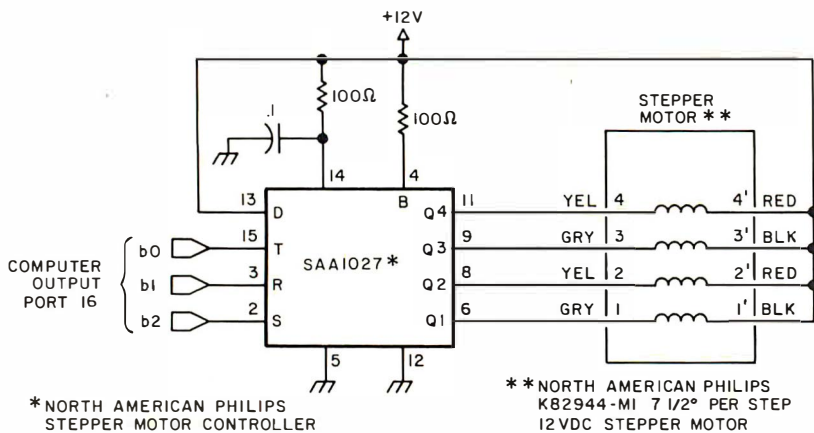 +12V
100Ω
100Ω
.1
STEPPER
MOTOR **
14
4
13
D
B
Q4
11
YEL
4
4'
RED
b0
15
T
Q3
9
GRY
3
3'
BLK
COMPUTER
OUTPUT
PORT 16
b1
3
R
SAA1027 *
Q2
8
YEL
2
2'
RED
b2
2
S
Q1
6
GRY
1
1'
BLK
5
12
*NORTH AMERICAN PHILIPS
STEPPER MOTOR CONTROLLER
**NORTH AMERICAN PHILIPS
K82944-M1 7 1/2° PER STEP
12VDC STEPPER MOTOR